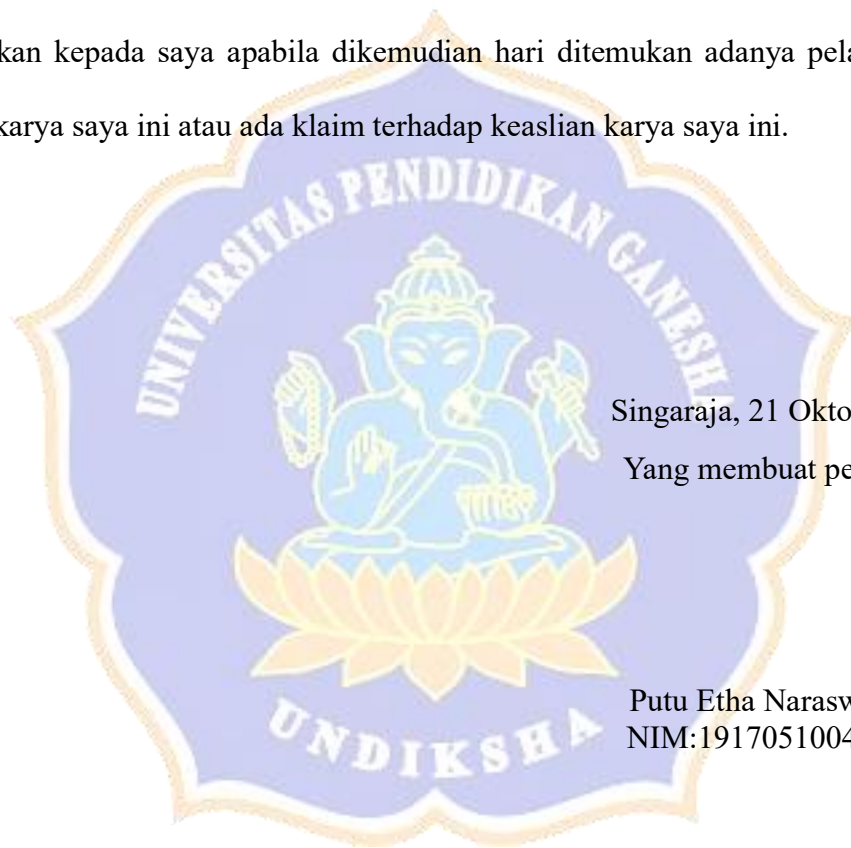 kan kepada saya apabila dikemudian hari ditemukan adanya pela
karya saya ini atau ada klaim terhadap keaslian karya saya ini.
UNIVERSITAS PENDIDIKAN GANESHA
Singaraja, 21 Okto
Yang membuat pe
Putu Etha Narasw
NIM:1917051004
UNDIKSHA